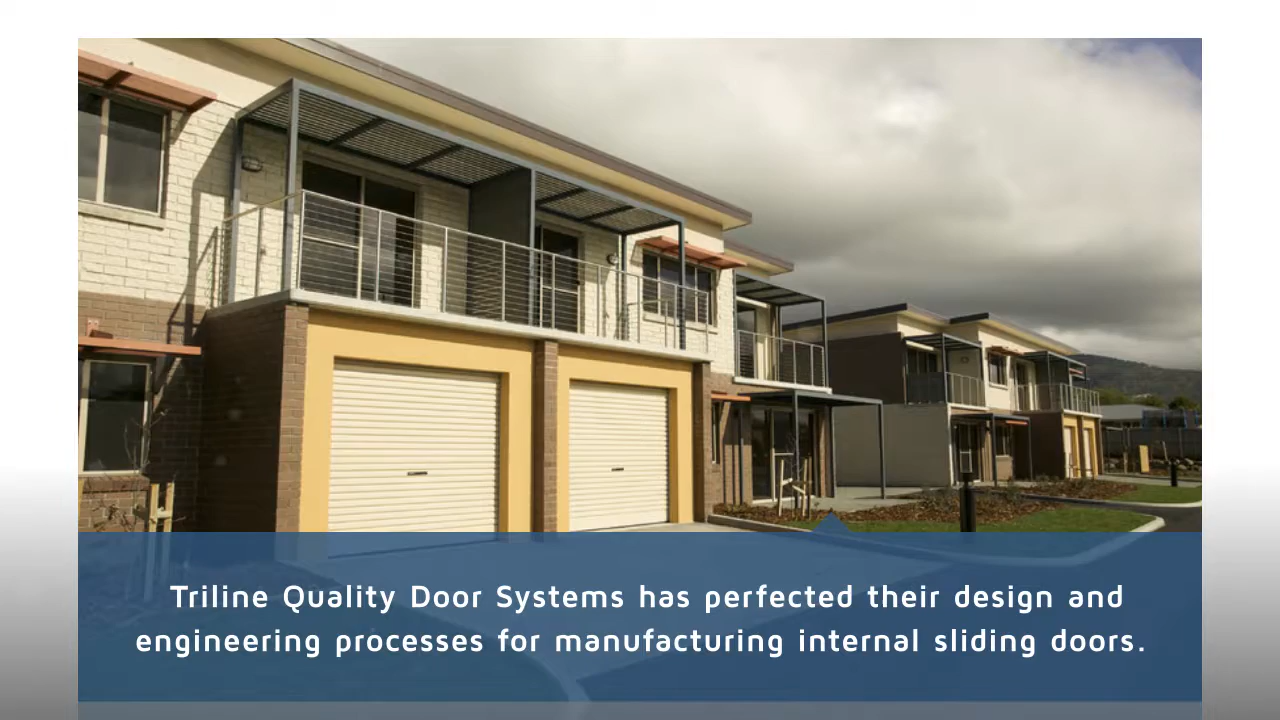 Triline Quality Door Systems has perfected their design and
engineering processes for manufacturing internal sliding doors.